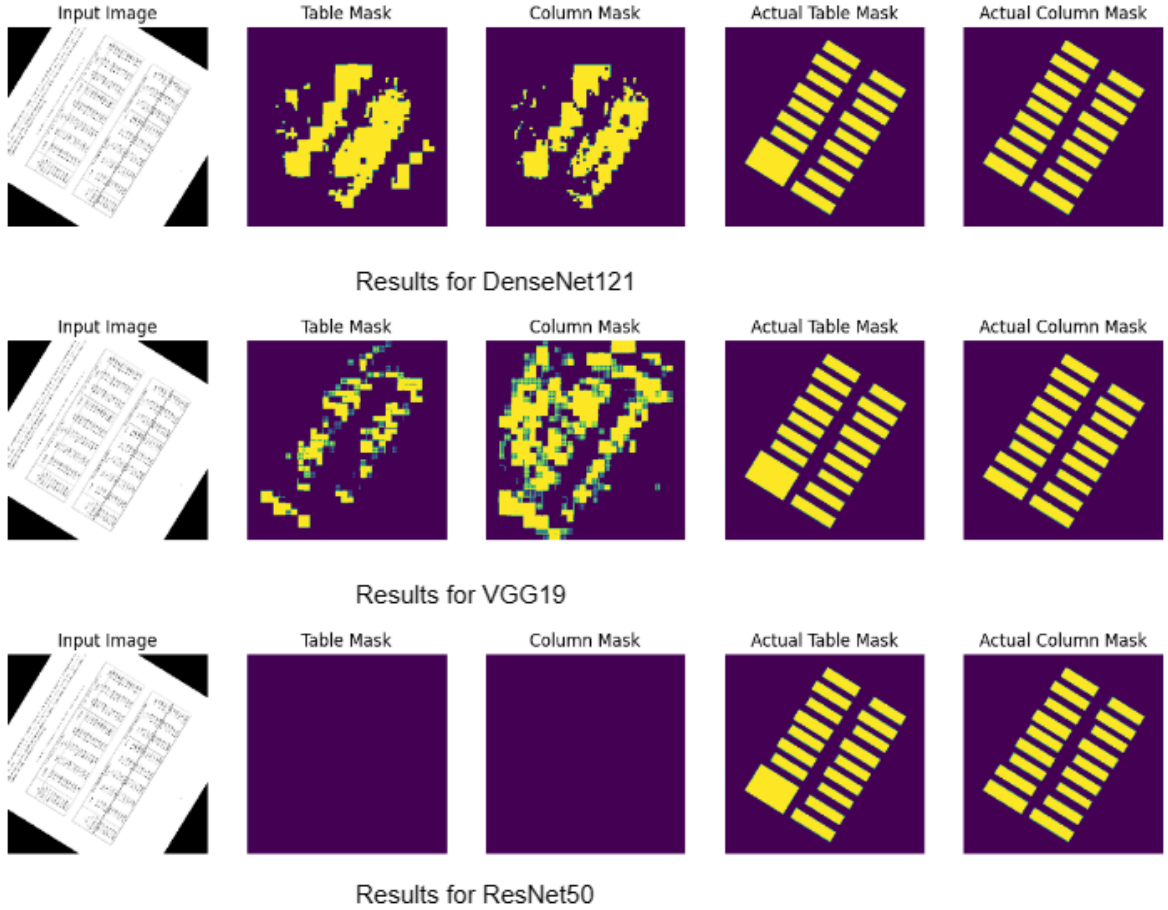 Input Image Table Mask Column Mask Actual Table Mask Actual Column Mask
Results for DenseNet121
Input Image Table Mask Column Mask Actual Table Mask Actual Column Mask
Results for VGG19
Input Image Table Mask Column Mask Actual Table Mask Actual Column Mask
Results for ResNet50